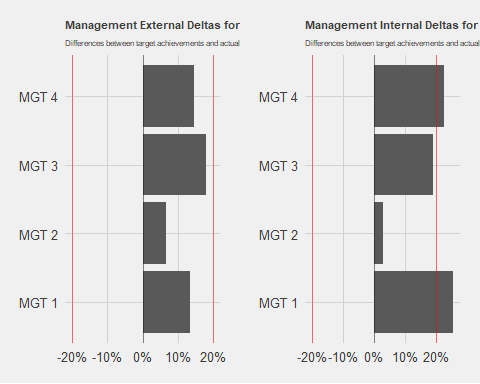 Management External Deltas for
Differences between target achievements and actual
MGT 4
MGT 3
MGT 2
MGT 1
-20% -10% 0% 10% 20%
Management Internal Deltas for
Differences between target achievements and actual
MGT 4
MGT 3
MGT 2
MGT 1
-20% -10% 0% 10% 20%